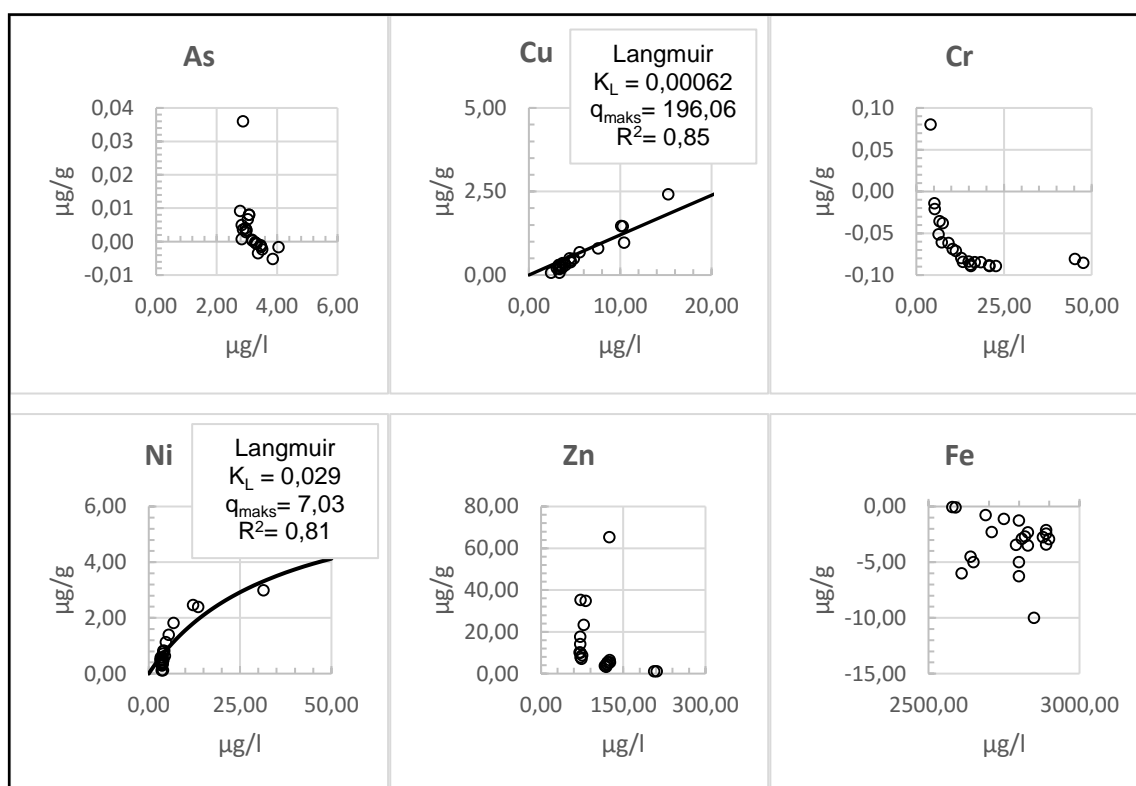 As
0,04
0,03
0,02
0,01
0,00
-0,01
0,00 2,00 4,00 6,00
µg/g
µg/l
Cu
Langmuir
K_L = 0,00062
q_maks= 196,06
R²= 0,85
5,00
2,50
0,00
0,00 10,00 20,00
µg/g
µg/l
Cr
0,10
0,05
0,00
-0,05
-0,10
0,00 25,00 50,00
µg/g
µg/l
Ni
Langmuir
K_L = 0,029
q_maks= 7,03
R²= 0,81
6,00
4,00
2,00
0,00
0,00 25,00 50,00
µg/g
µg/l
Zn
80,00
60,00
40,00
20,00
0,00
0,00 150,00 300,00
µg/g
µg/l
Fe
0,00
-5,00
-10,00
-15,00
2500,00 3000,00
µg/g
µg/l